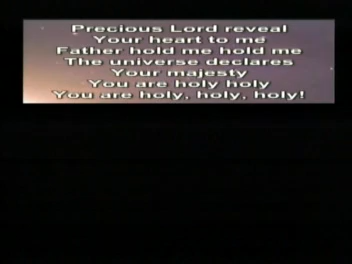 Precious Lord reveal
Your heart to me
Father hold me hold me
The universe declares
Your majesty
You are holy holy
You are holy, holy, holy!